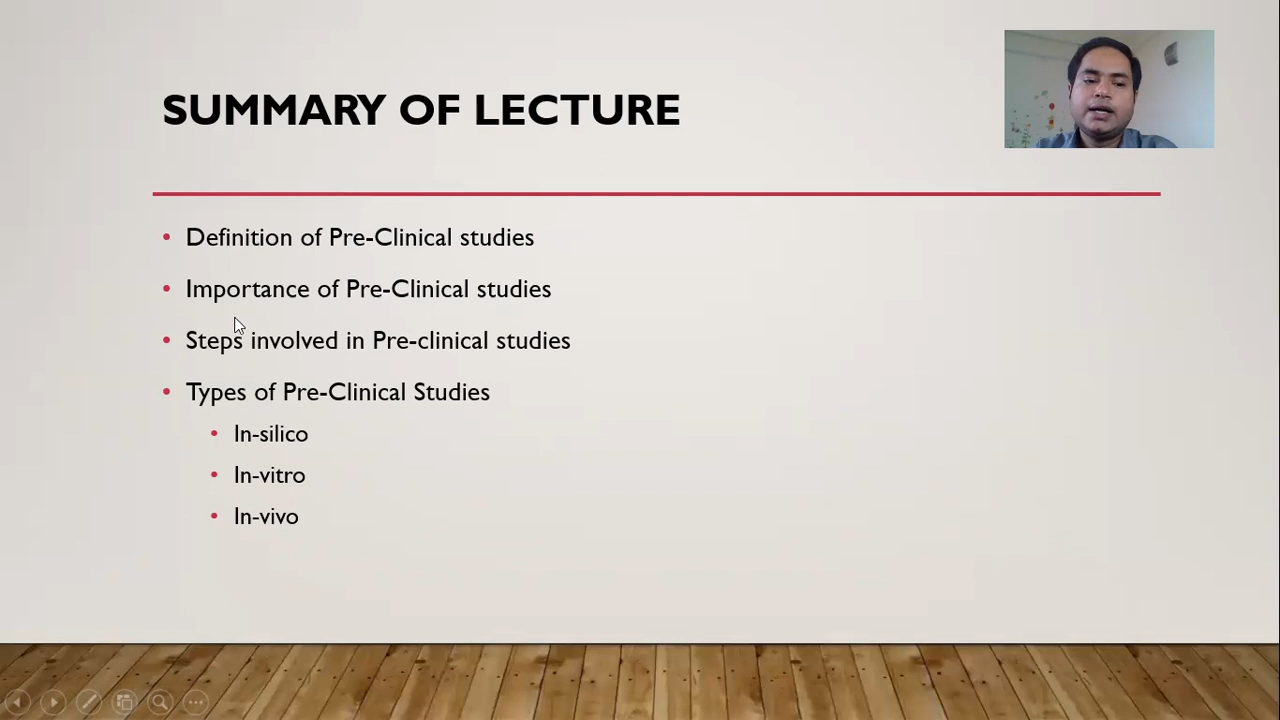 SUMMARY OF LECTURE
• Definition of Pre-Clinical studies
• Importance of Pre-Clinical studies
• Steps involved in Pre-clinical studies
• Types of Pre-Clinical Studies
• In-silico
• In-vitro
• In-vivo